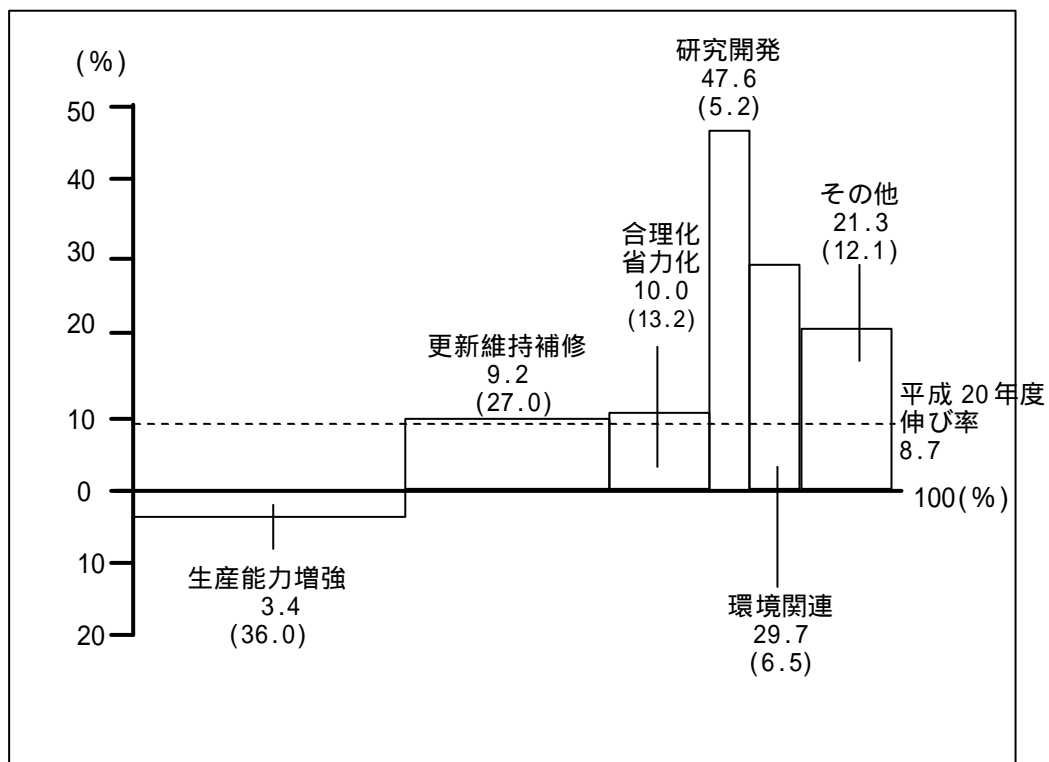 (%)
50
40
30
20
10
0
10
20
研究開発
47.6
(5.2)
その他
21.3
(12.1)
合理化
省力化
10.0
(13.2)
更新維持補修
9.2
(27.0)
平成 20 年度
伸び率
8.7
100(%)
生産能力増強
3.4
(36.0)
環境関連
29.7
(6.5)